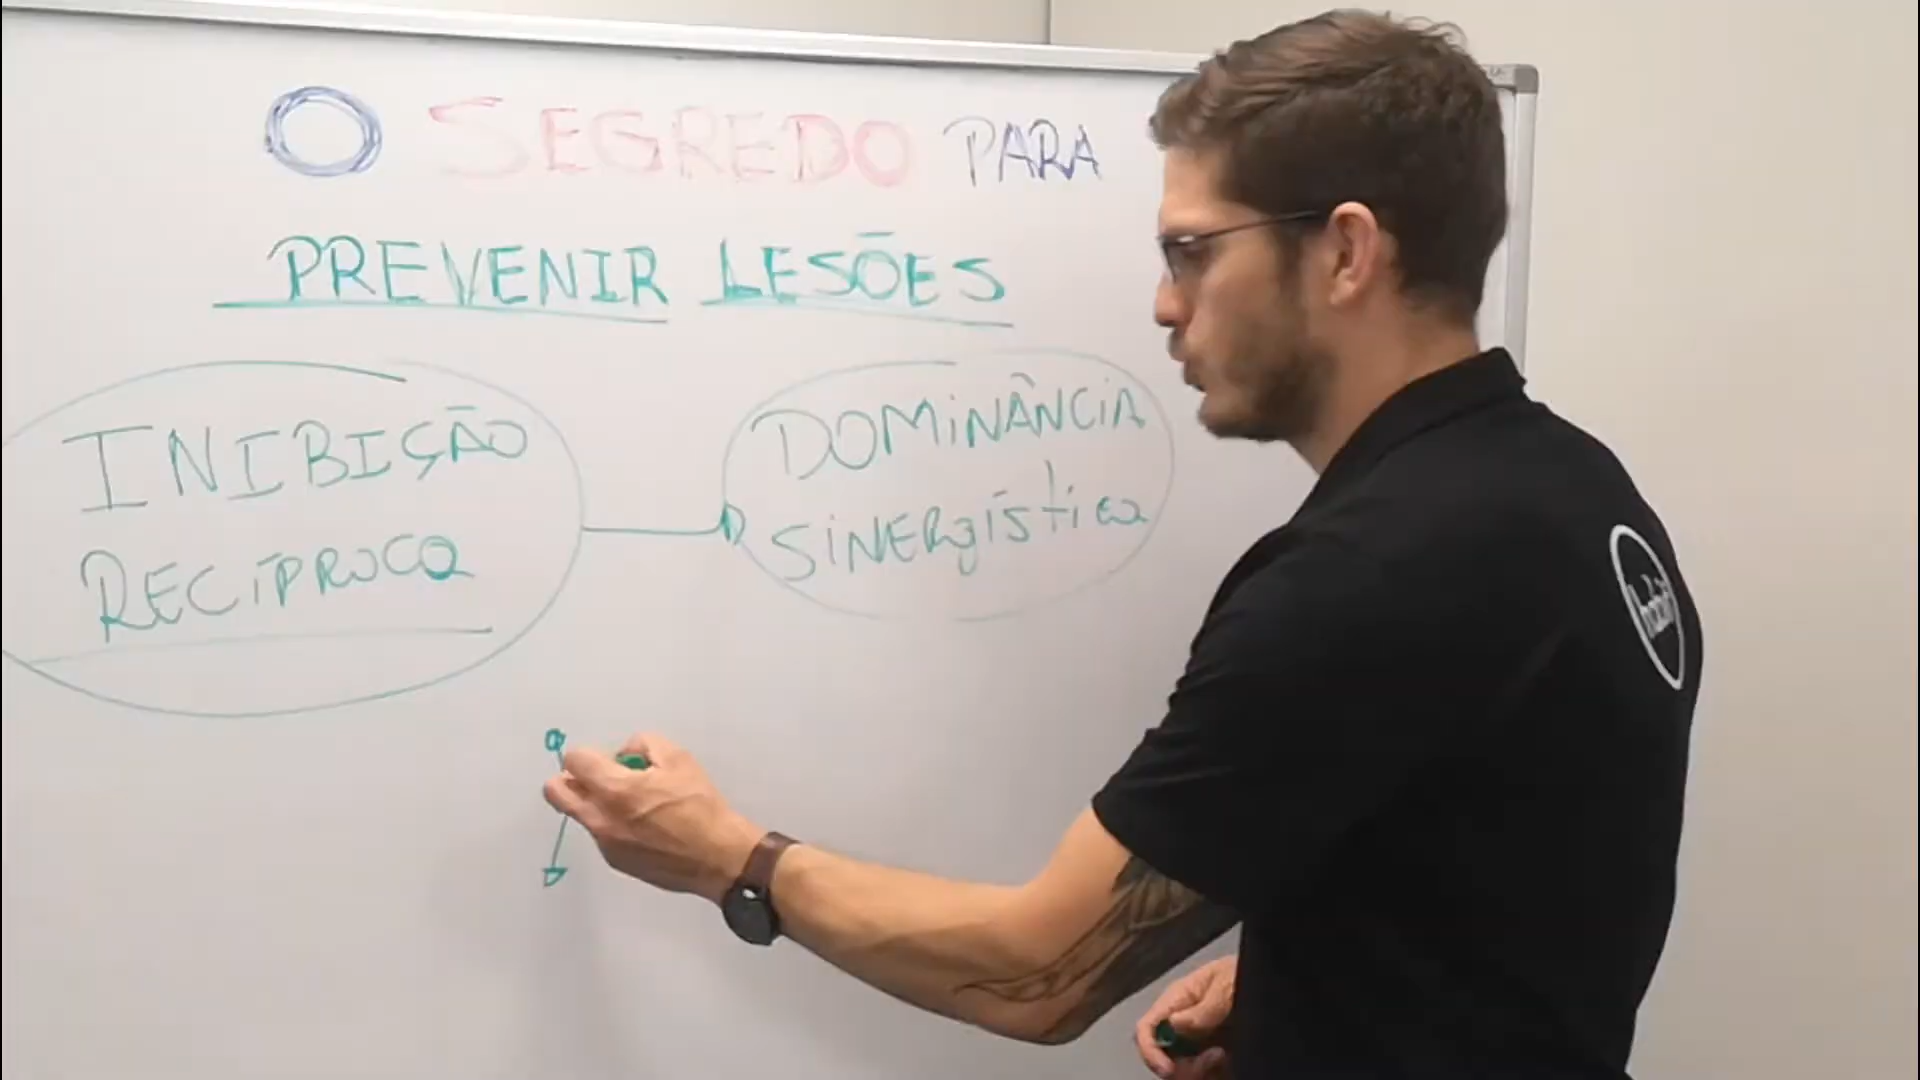 O SEGREDO PARA
PREVENIR LESÕES
INIBIÇÃO
RECÍPROCA
DOMINÂNCIA
SINERGÍSTICA